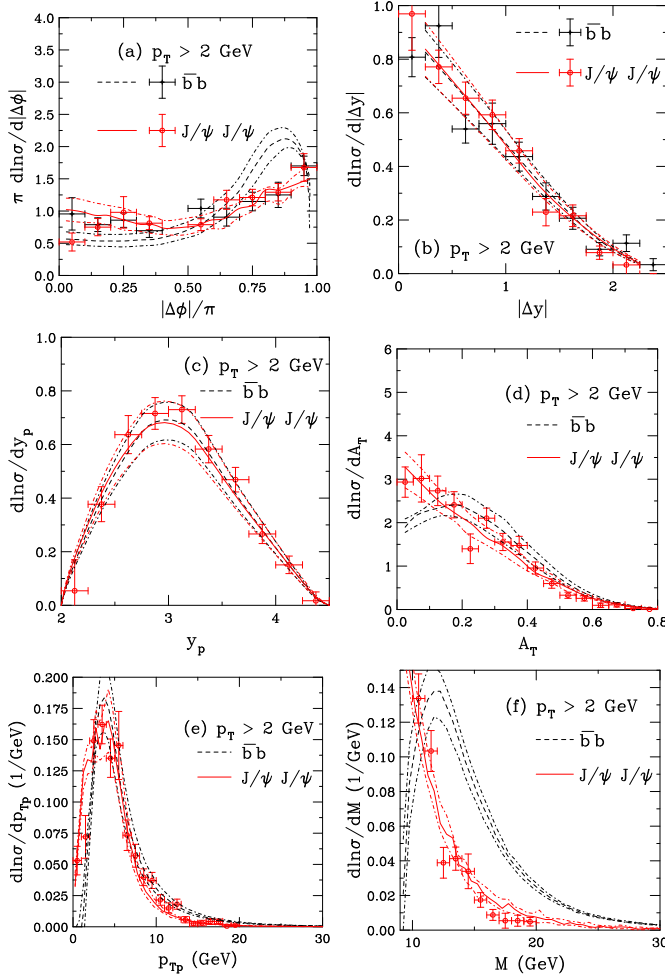 4.0
3.5
3.0
2.5
2.0
1.5
1.0
0.5
0.0
π dlnσ/d|Δϕ|
(a) p_T > 2 GeV
b̅b
J/ψ J/ψ
0.00 0.25 0.50 0.75 1.00
|Δϕ|/π
1.0
0.8
0.6
0.4
0.2
0.0
dlnσ/d|Δy|
b̅b
J/ψ J/ψ
(b) p_T > 2 GeV
0 1 2
|Δy|
1.0
0.8
0.6
0.4
0.2
0.0
dlnσ/dy_p
(c) p_T > 2 GeV
b̅b
J/ψ J/ψ
2 3 4
y_p
6
5
4
3
2
1
0
dlnσ/dA_T
(d) p_T > 2 GeV
b̅b
J/ψ J/ψ
0.0 0.2 0.4 0.6 0.8
A_T
0.200
0.175
0.150
0.125
0.100
0.075
0.050
0.025
0.000
dlnσ/dp_Tp (1/GeV)
(e) p_T > 2 GeV
b̅b
J/ψ J/ψ
0 10 20 30
p_Tp (GeV)
0.14
0.12
0.10
0.08
0.06
0.04
0.02
0.00
dlnσ/dM (1/GeV)
(f) p_T > 2 GeV
b̅b
J/ψ J/ψ
10 15 20 25 30
M (GeV)